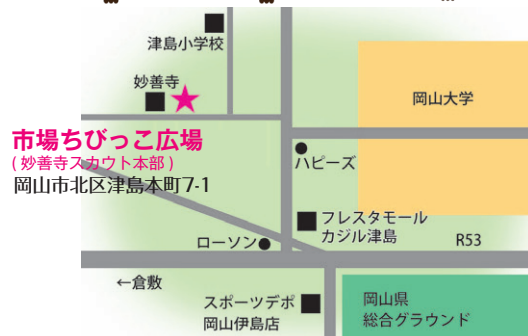 津島小学校
妙善寺
岡山大学
市場ちびっこ広場
(妙善寺スカウト本部)
岡山市北区津島本町7-1
ハピーズ
フレスタモール
カジル津島
ローソン
R53
←倉敷
スポーツデポ
岡山伊島店
岡山県
総合グラウンド